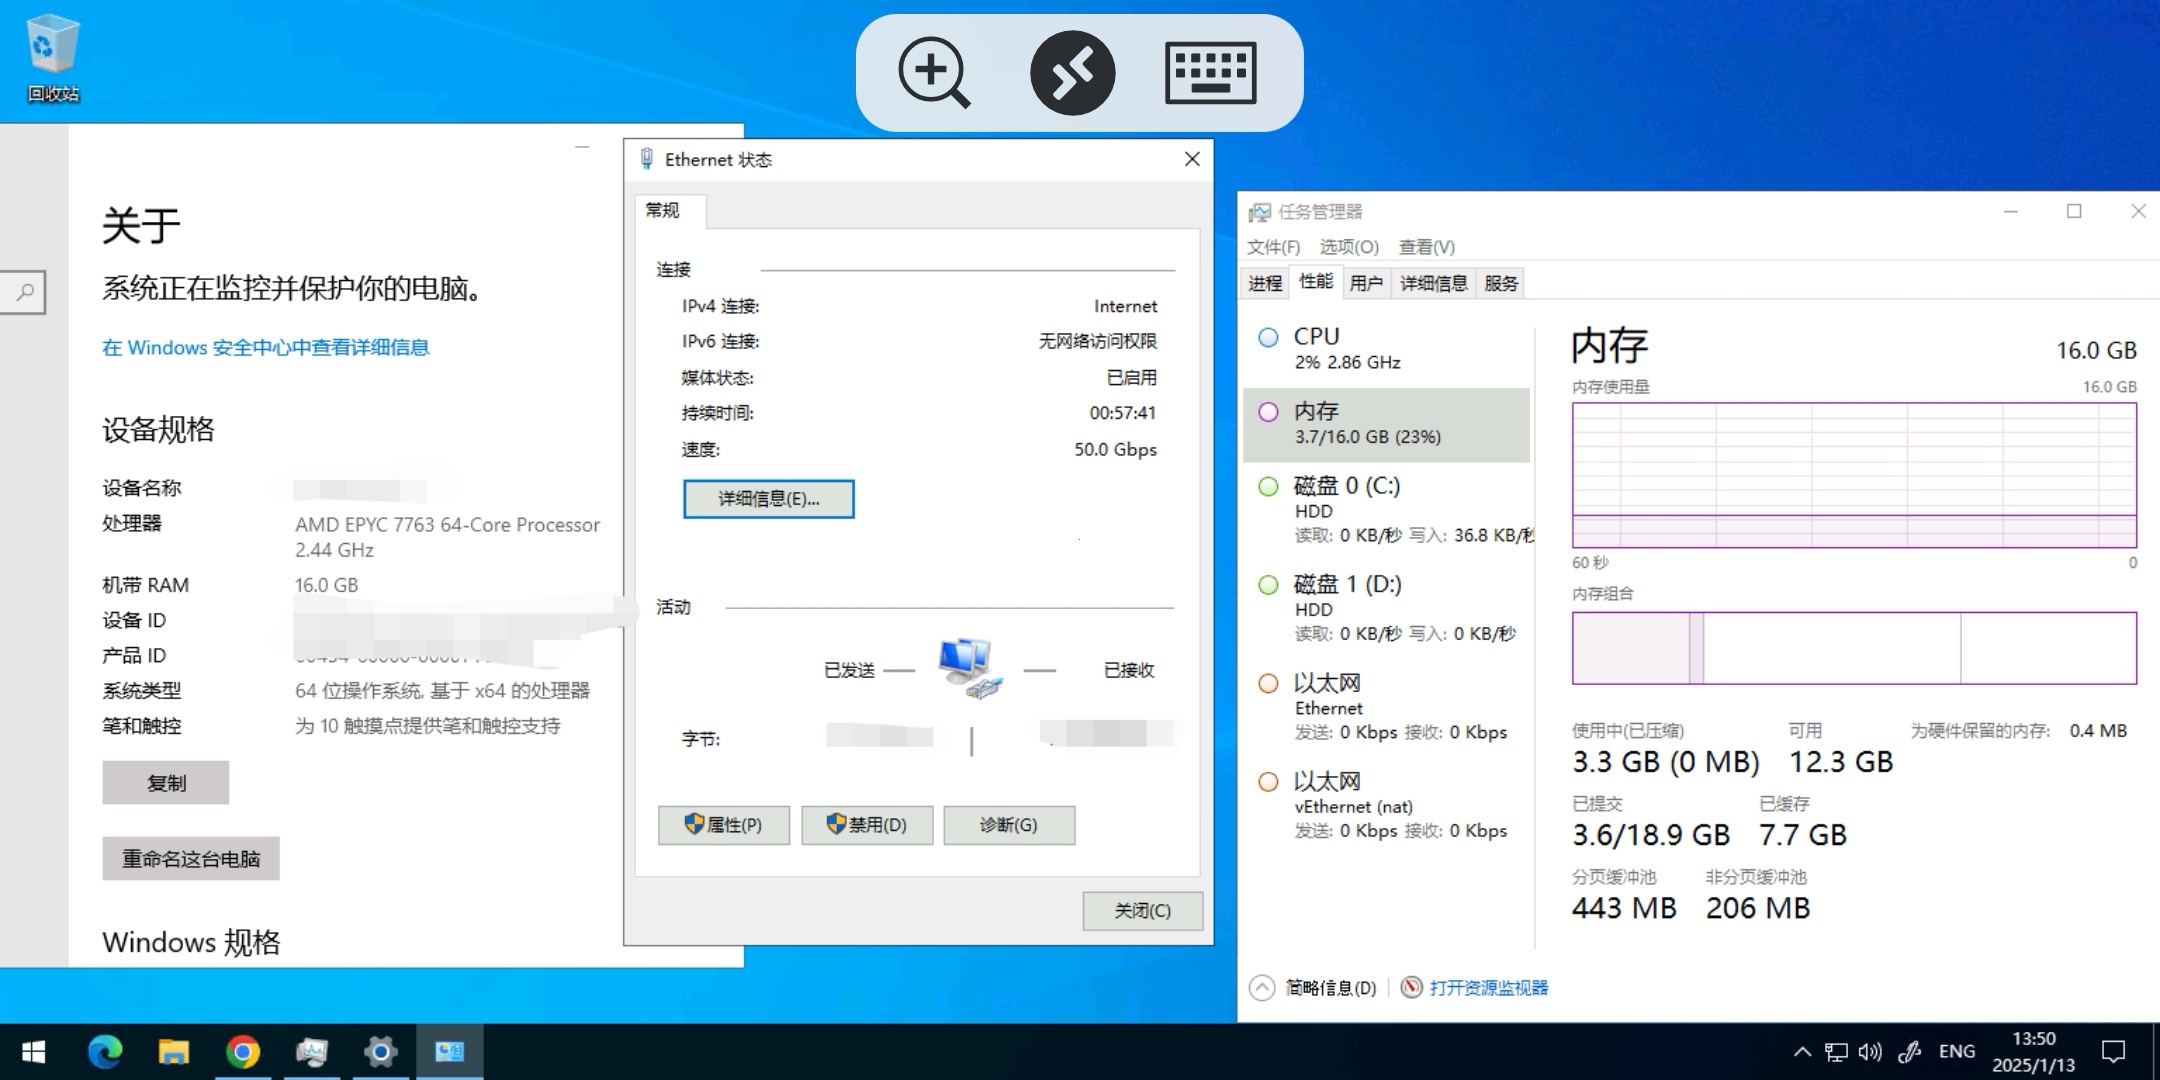 回收站
关于
系统正在监控并保护你的电脑。
在 Windows 安全中心中查看详细信息
设备规格
设备名称
处理器 AMD EPYC 7763 64-Core Processor
2.44 GHz
机带 RAM 16.0 GB
设备 ID
产品 ID
系统类型 64 位操作系统, 基于 x64 的处理器
笔和触控 为 10 触摸点提供笔和触控支持
复制
重命名这台电脑
Windows 规格
Ethernet 状态
常规
连接
IPv4 连接: Internet
IPv6 连接: 无网络访问权限
媒体状态: 已启用
持续时间: 00:57:41
速度: 50.0 Gbps
详细信息(E)...
活动
已发送 已接收
字节:
属性(P) 禁用(D) 诊断(G)
关闭(C)
任务管理器
文件(F) 选项(O) 查看(V)
进程 性能 用户 详细信息 服务
CPU
2% 2.86 GHz
内存
3.7/16.0 GB (23%)
磁盘 0 (C:)
HDD
读取: 0 KB/秒 写入: 36.8 KB/秒
磁盘 1 (D:)
HDD
读取: 0 KB/秒 写入: 0 KB/秒
以太网
Ethernet
发送: 0 Kbps 接收: 0 Kbps
以太网
vEthernet (nat)
发送: 0 Kbps 接收: 0 Kbps
内存 16.0 GB
内存使用量 16.0 GB
60 秒 0
内存组合
使用中(已压缩) 可用 为硬件保留的内存: 0.4 MB
3.3 GB (0 MB) 12.3 GB
已提交 已缓存
3.6/18.9 GB 7.7 GB
分页缓冲池 非分页缓冲池
443 MB 206 MB
简略信息(D) 打开资源监视器
ENG
13:50
2025/1/13